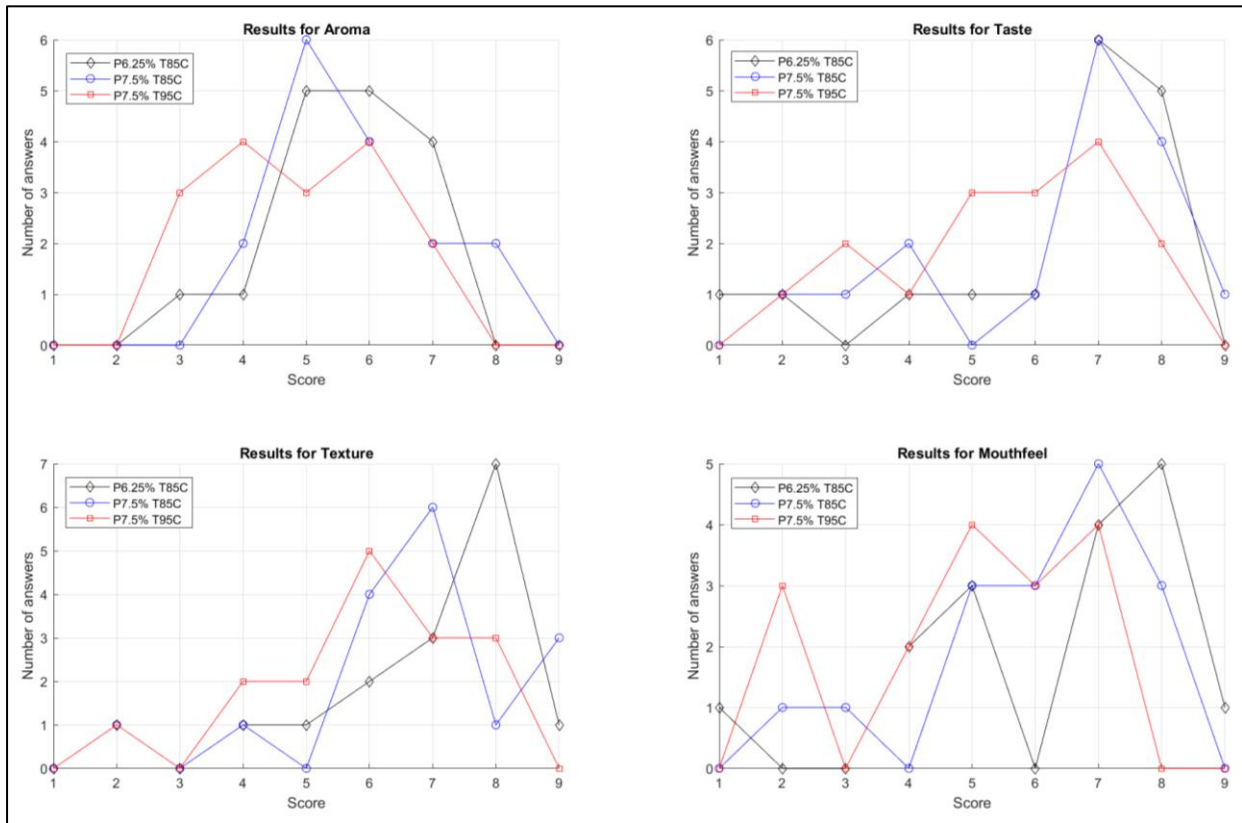 Results for Aroma
P6.25% T85C
P7.5% T85C
P7.5% T95C
Number of answers
6
5
4
3
2
1
0
1 2 3 4 5 6 7 8 9
Score
Results for Taste
P6.25% T85C
P7.5% T85C
P7.5% T95C
Number of answers
6
5
4
3
2
1
0
1 2 3 4 5 6 7 8 9
Score
Results for Texture
P6.25% T85C
P7.5% T85C
P7.5% T95C
Number of answers
7
6
5
4
3
2
1
0
1 2 3 4 5 6 7 8 9
Score
Results for Mouthfeel
P6.25% T85C
P7.5% T85C
P7.5% T95C
Number of answers
5
4
3
2
1
0
1 2 3 4 5 6 7 8 9
Score